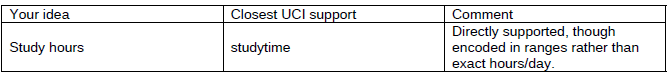 Your idea Closest UCI support Comment
Study hours studytime Directly supported, though
encoded in ranges rather than
exact hours/day.